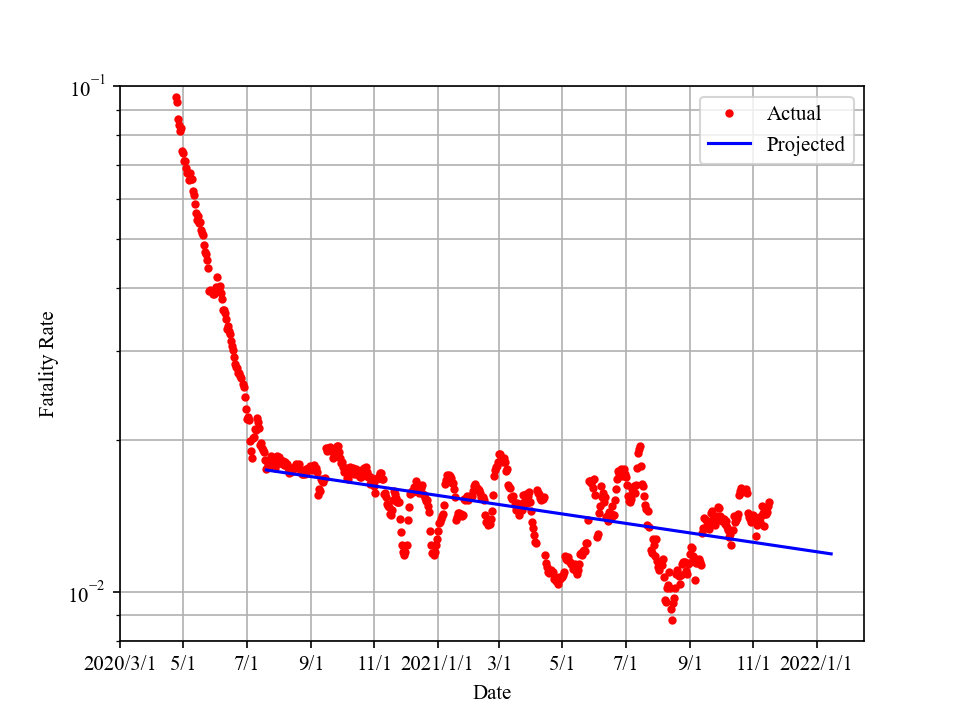 10⁻¹
Actual
Projected
Fatality Rate
10⁻²
2020/3/1 5/1 7/1 9/1 11/1 2021/1/1 3/1 5/1 7/1 9/1 11/1 2022/1/1
Date